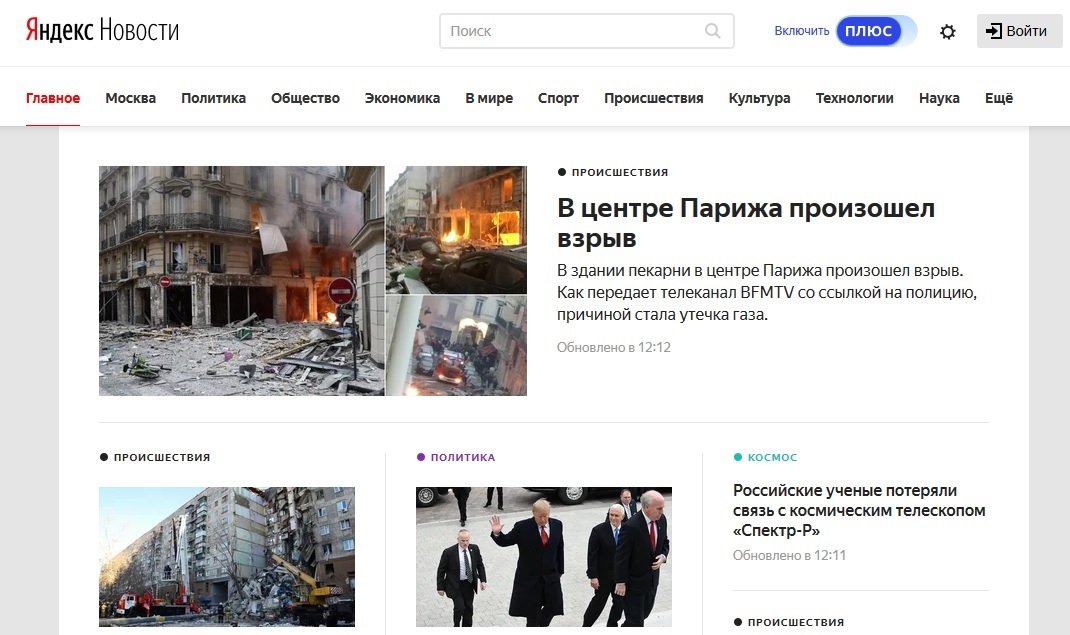 Яндекс Новости
Поиск
Включить
ПЛЮС
Войти
Главное Москва Политика Общество Экономика В мире Спорт Происшествия Культура Технологии Наука Ещё
ПРОИСШЕСТВИЯ
В центре Парижа произошел
взрыв
В здании пекарни в центре Парижа произошел взрыв.
Как передает телеканал BFMTV со ссылкой на полицию,
причиной стала утечка газа.
Обновлено в 12:12
ПРОИСШЕСТВИЯ
ПОЛИТИКА
КОСМОС
Российские ученые потеряли
связь с космическим телескопом
«Спектр-Р»
Обновлено в 12:11
ПРОИСШЕСТВИЯ